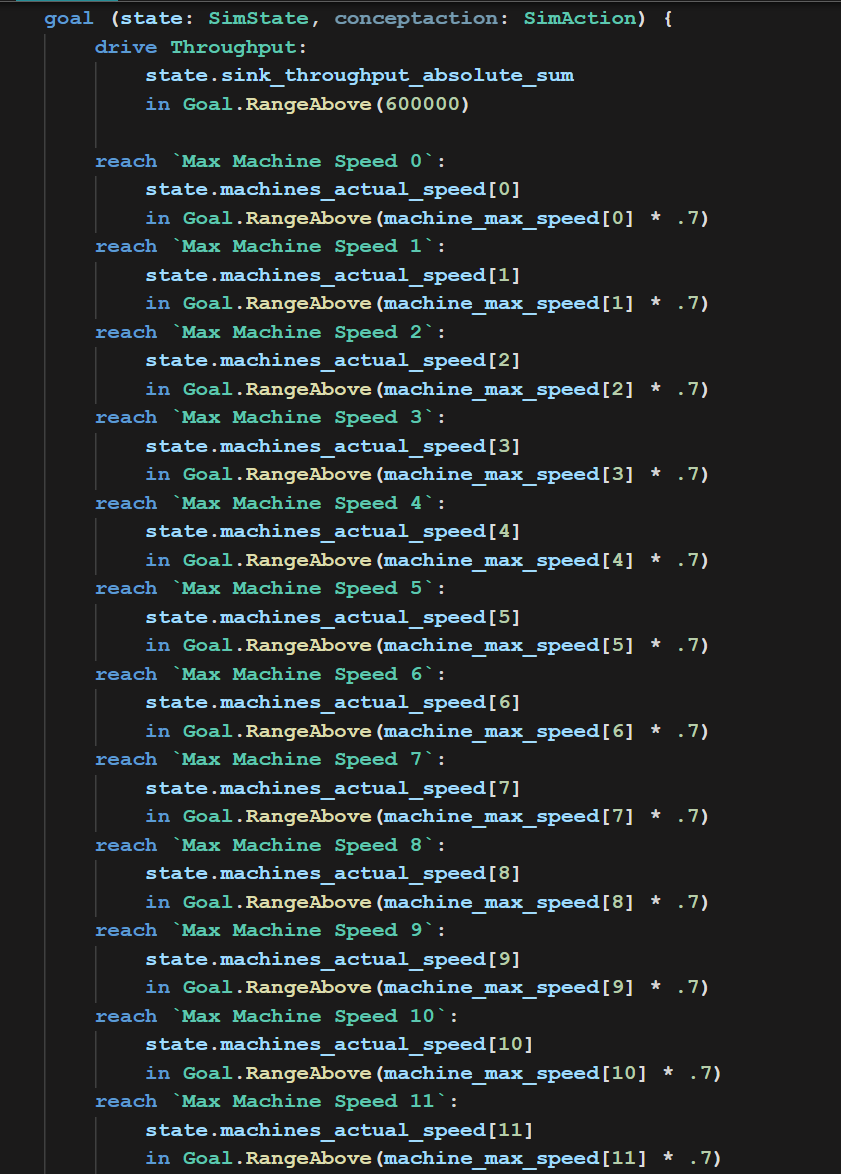 goal (state: SimState, conceptaction: SimAction) {
drive Throughput:
state.sink_throughput_absolute_sum
in Goal.RangeAbove(600000)
reach `Max Machine Speed 0`:
state.machines_actual_speed[0]
in Goal.RangeAbove(machine_max_speed[0] * .7)
reach `Max Machine Speed 1`:
state.machines_actual_speed[1]
in Goal.RangeAbove(machine_max_speed[1] * .7)
reach `Max Machine Speed 2`:
state.machines_actual_speed[2]
in Goal.RangeAbove(machine_max_speed[2] * .7)
reach `Max Machine Speed 3`:
state.machines_actual_speed[3]
in Goal.RangeAbove(machine_max_speed[3] * .7)
reach `Max Machine Speed 4`:
state.machines_actual_speed[4]
in Goal.RangeAbove(machine_max_speed[4] * .7)
reach `Max Machine Speed 5`:
state.machines_actual_speed[5]
in Goal.RangeAbove(machine_max_speed[5] * .7)
reach `Max Machine Speed 6`:
state.machines_actual_speed[6]
in Goal.RangeAbove(machine_max_speed[6] * .7)
reach `Max Machine Speed 7`:
state.machines_actual_speed[7]
in Goal.RangeAbove(machine_max_speed[7] * .7)
reach `Max Machine Speed 8`:
state.machines_actual_speed[8]
in Goal.RangeAbove(machine_max_speed[8] * .7)
reach `Max Machine Speed 9`:
state.machines_actual_speed[9]
in Goal.RangeAbove(machine_max_speed[9] * .7)
reach `Max Machine Speed 10`:
state.machines_actual_speed[10]
in Goal.RangeAbove(machine_max_speed[10] * .7)
reach `Max Machine Speed 11`:
state.machines_actual_speed[11]
in Goal.RangeAbove(machine_max_speed[11] * .7)